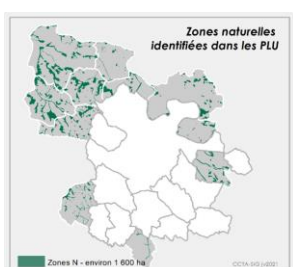 Zones naturelles
identifiées dans les PLU
Zones N - environ 1 600 ha